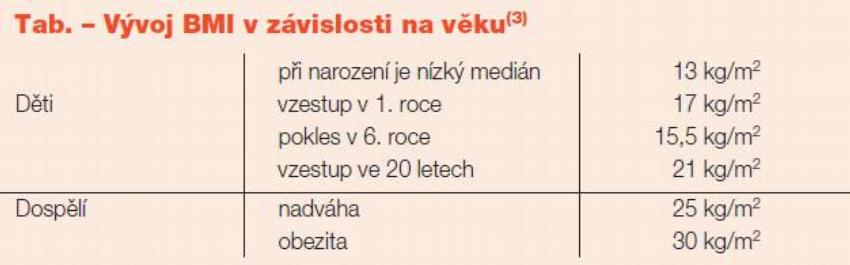 Tab. – Vývoj BMI v závislosti na věku(3)
při narození je nízký medián 13 kg/m²
Děti vzestup v 1. roce 17 kg/m²
pokles v 6. roce 15,5 kg/m²
vzestup ve 20 letech 21 kg/m²
Dospělí nadváha 25 kg/m²
obezita 30 kg/m²